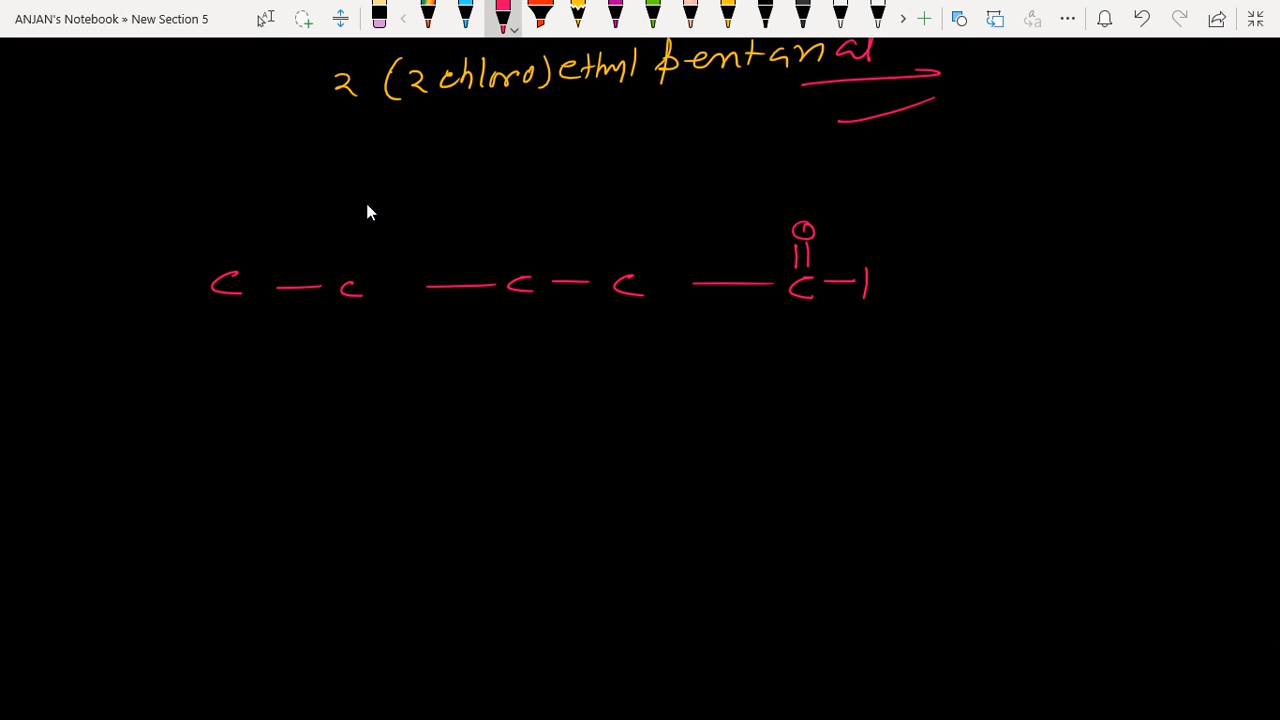 ANJAN's Notebook » New Section 5
2 (2 chloro) ethyl pentanal
O
C — C — C — C — C — |